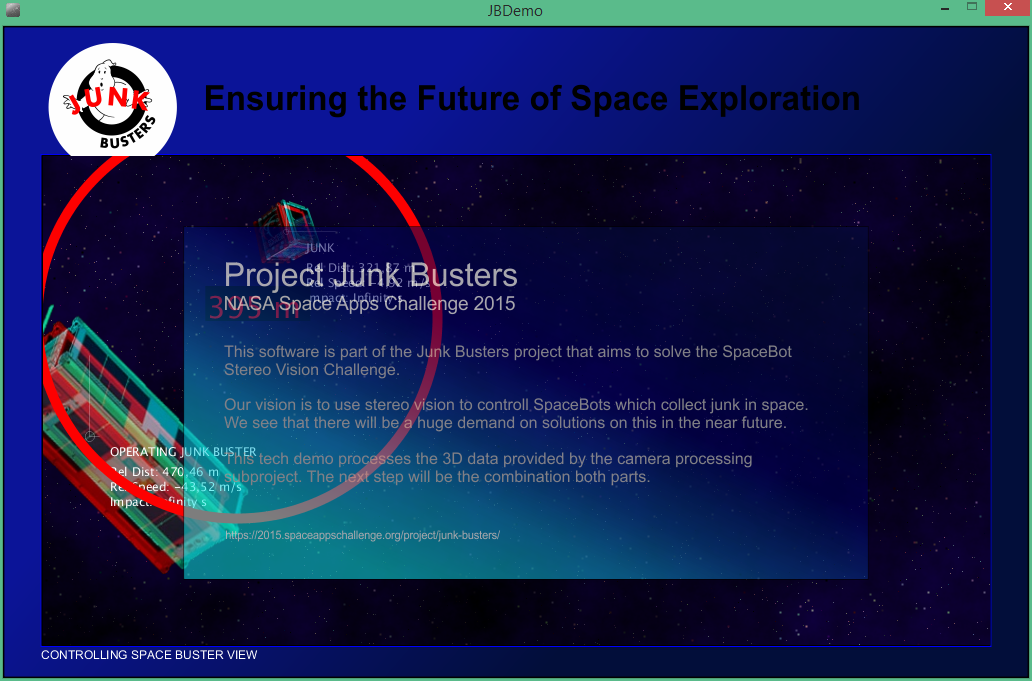 JBDemo
JUNK
BUSTERS
Ensuring the Future of Space Exploration
JUNK
Rel Dist: 321,87 m
Rel Speed: -4,92 m/s
Impact: Infinity s
Project Junk Busters
395 m
NASA Space Apps Challenge 2015
This software is part of the Junk Busters project that aims to solve the SpaceBot
Stereo Vision Challenge.
Our vision is to use stereo vision to controll SpaceBots which collect junk in space.
We see that there will be a huge demand on solutions on this in the near future.
OPERATING JUNK BUSTER
Rel Dist: 470,46 m
Rel Speed: -43,52 m/s
Impact: Infinity s
This tech demo processes the 3D data provided by the camera processing
subproject. The next step will be the combination both parts.
https://2015.spaceappschallenge.org/project/junk-busters/
CONTROLLING SPACE BUSTER VIEW